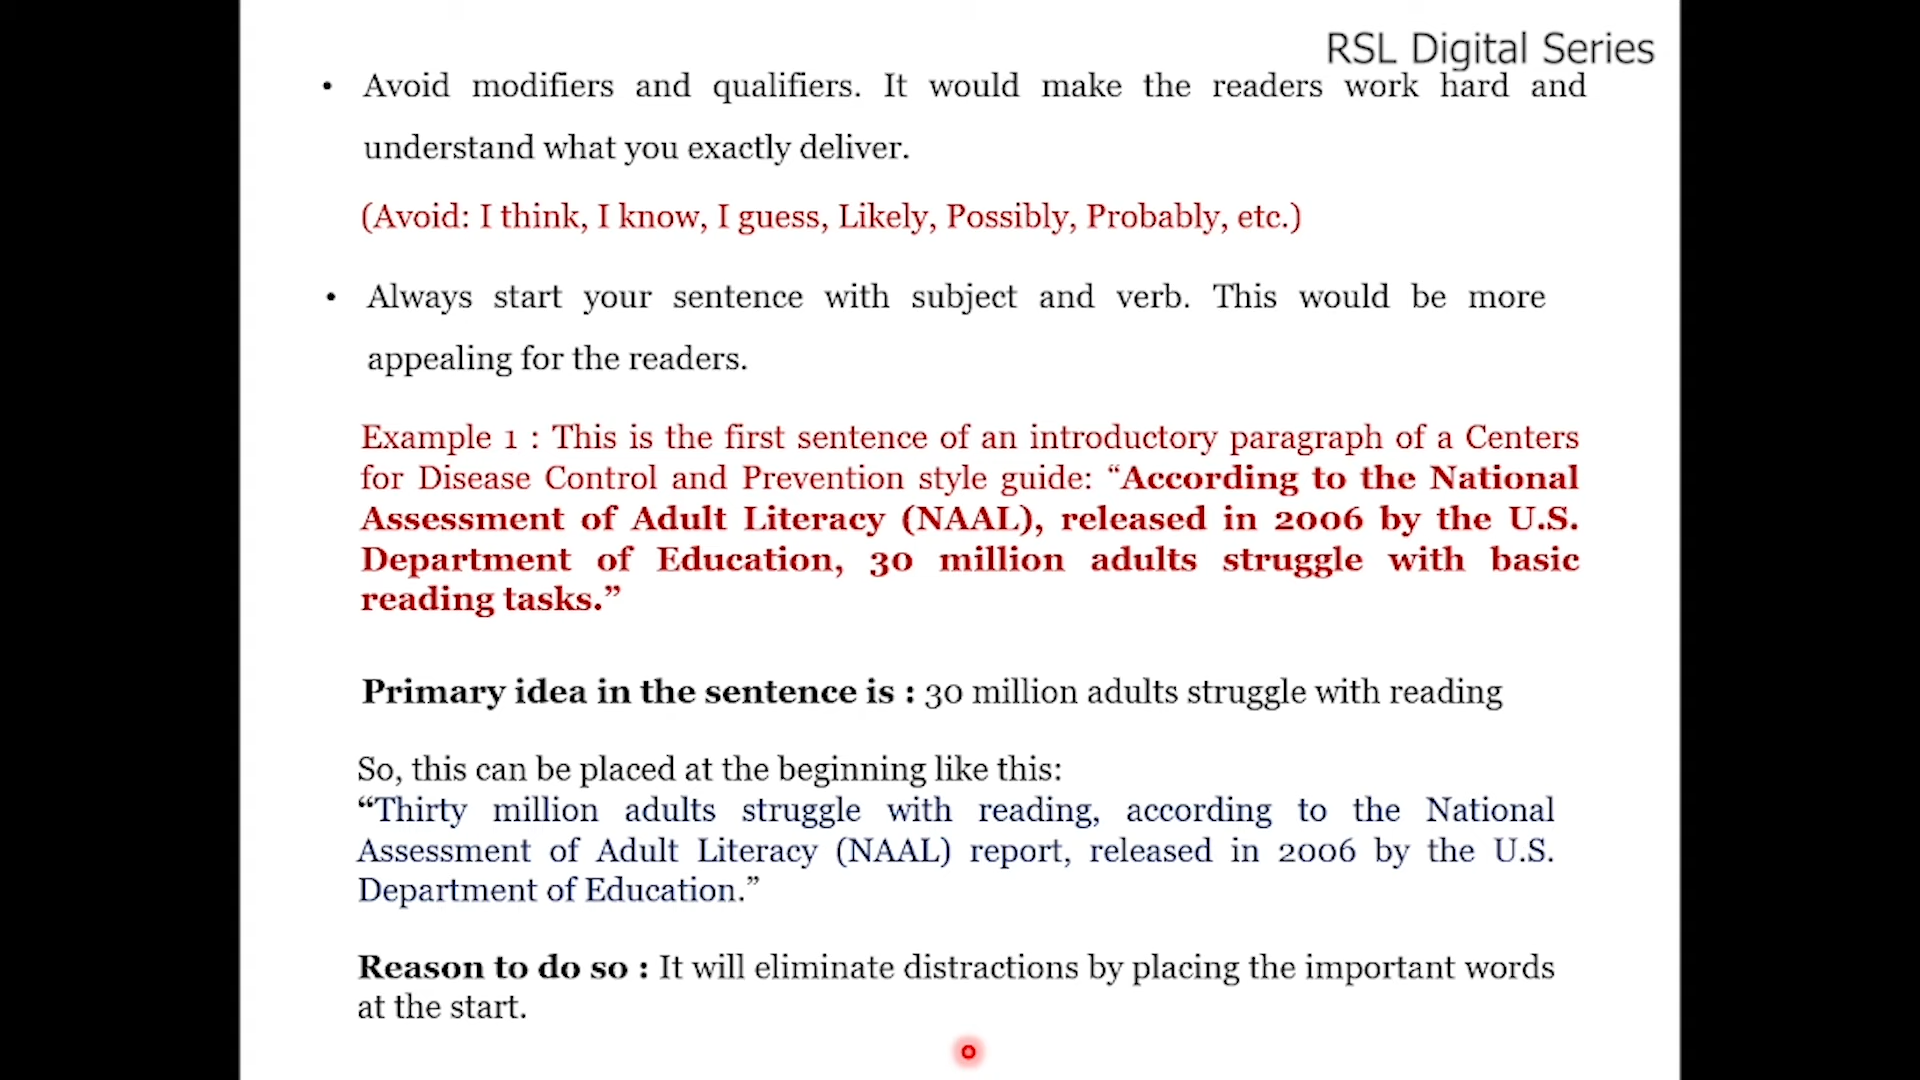 RSL Digital Series
• Avoid modifiers and qualifiers. It would make the readers work hard and
understand what you exactly deliver.
(Avoid: I think, I know, I guess, Likely, Possibly, Probably, etc.)
• Always start your sentence with subject and verb. This would be more
appealing for the readers.
Example 1 : This is the first sentence of an introductory paragraph of a Centers
for Disease Control and Prevention style guide: “According to the National
Assessment of Adult Literacy (NAAL), released in 2006 by the U.S.
Department of Education, 30 million adults struggle with basic
reading tasks.”
Primary idea in the sentence is : 30 million adults struggle with reading
So, this can be placed at the beginning like this:
“Thirty million adults struggle with reading, according to the National
Assessment of Adult Literacy (NAAL) report, released in 2006 by the U.S.
Department of Education.”
Reason to do so : It will eliminate distractions by placing the important words
at the start.